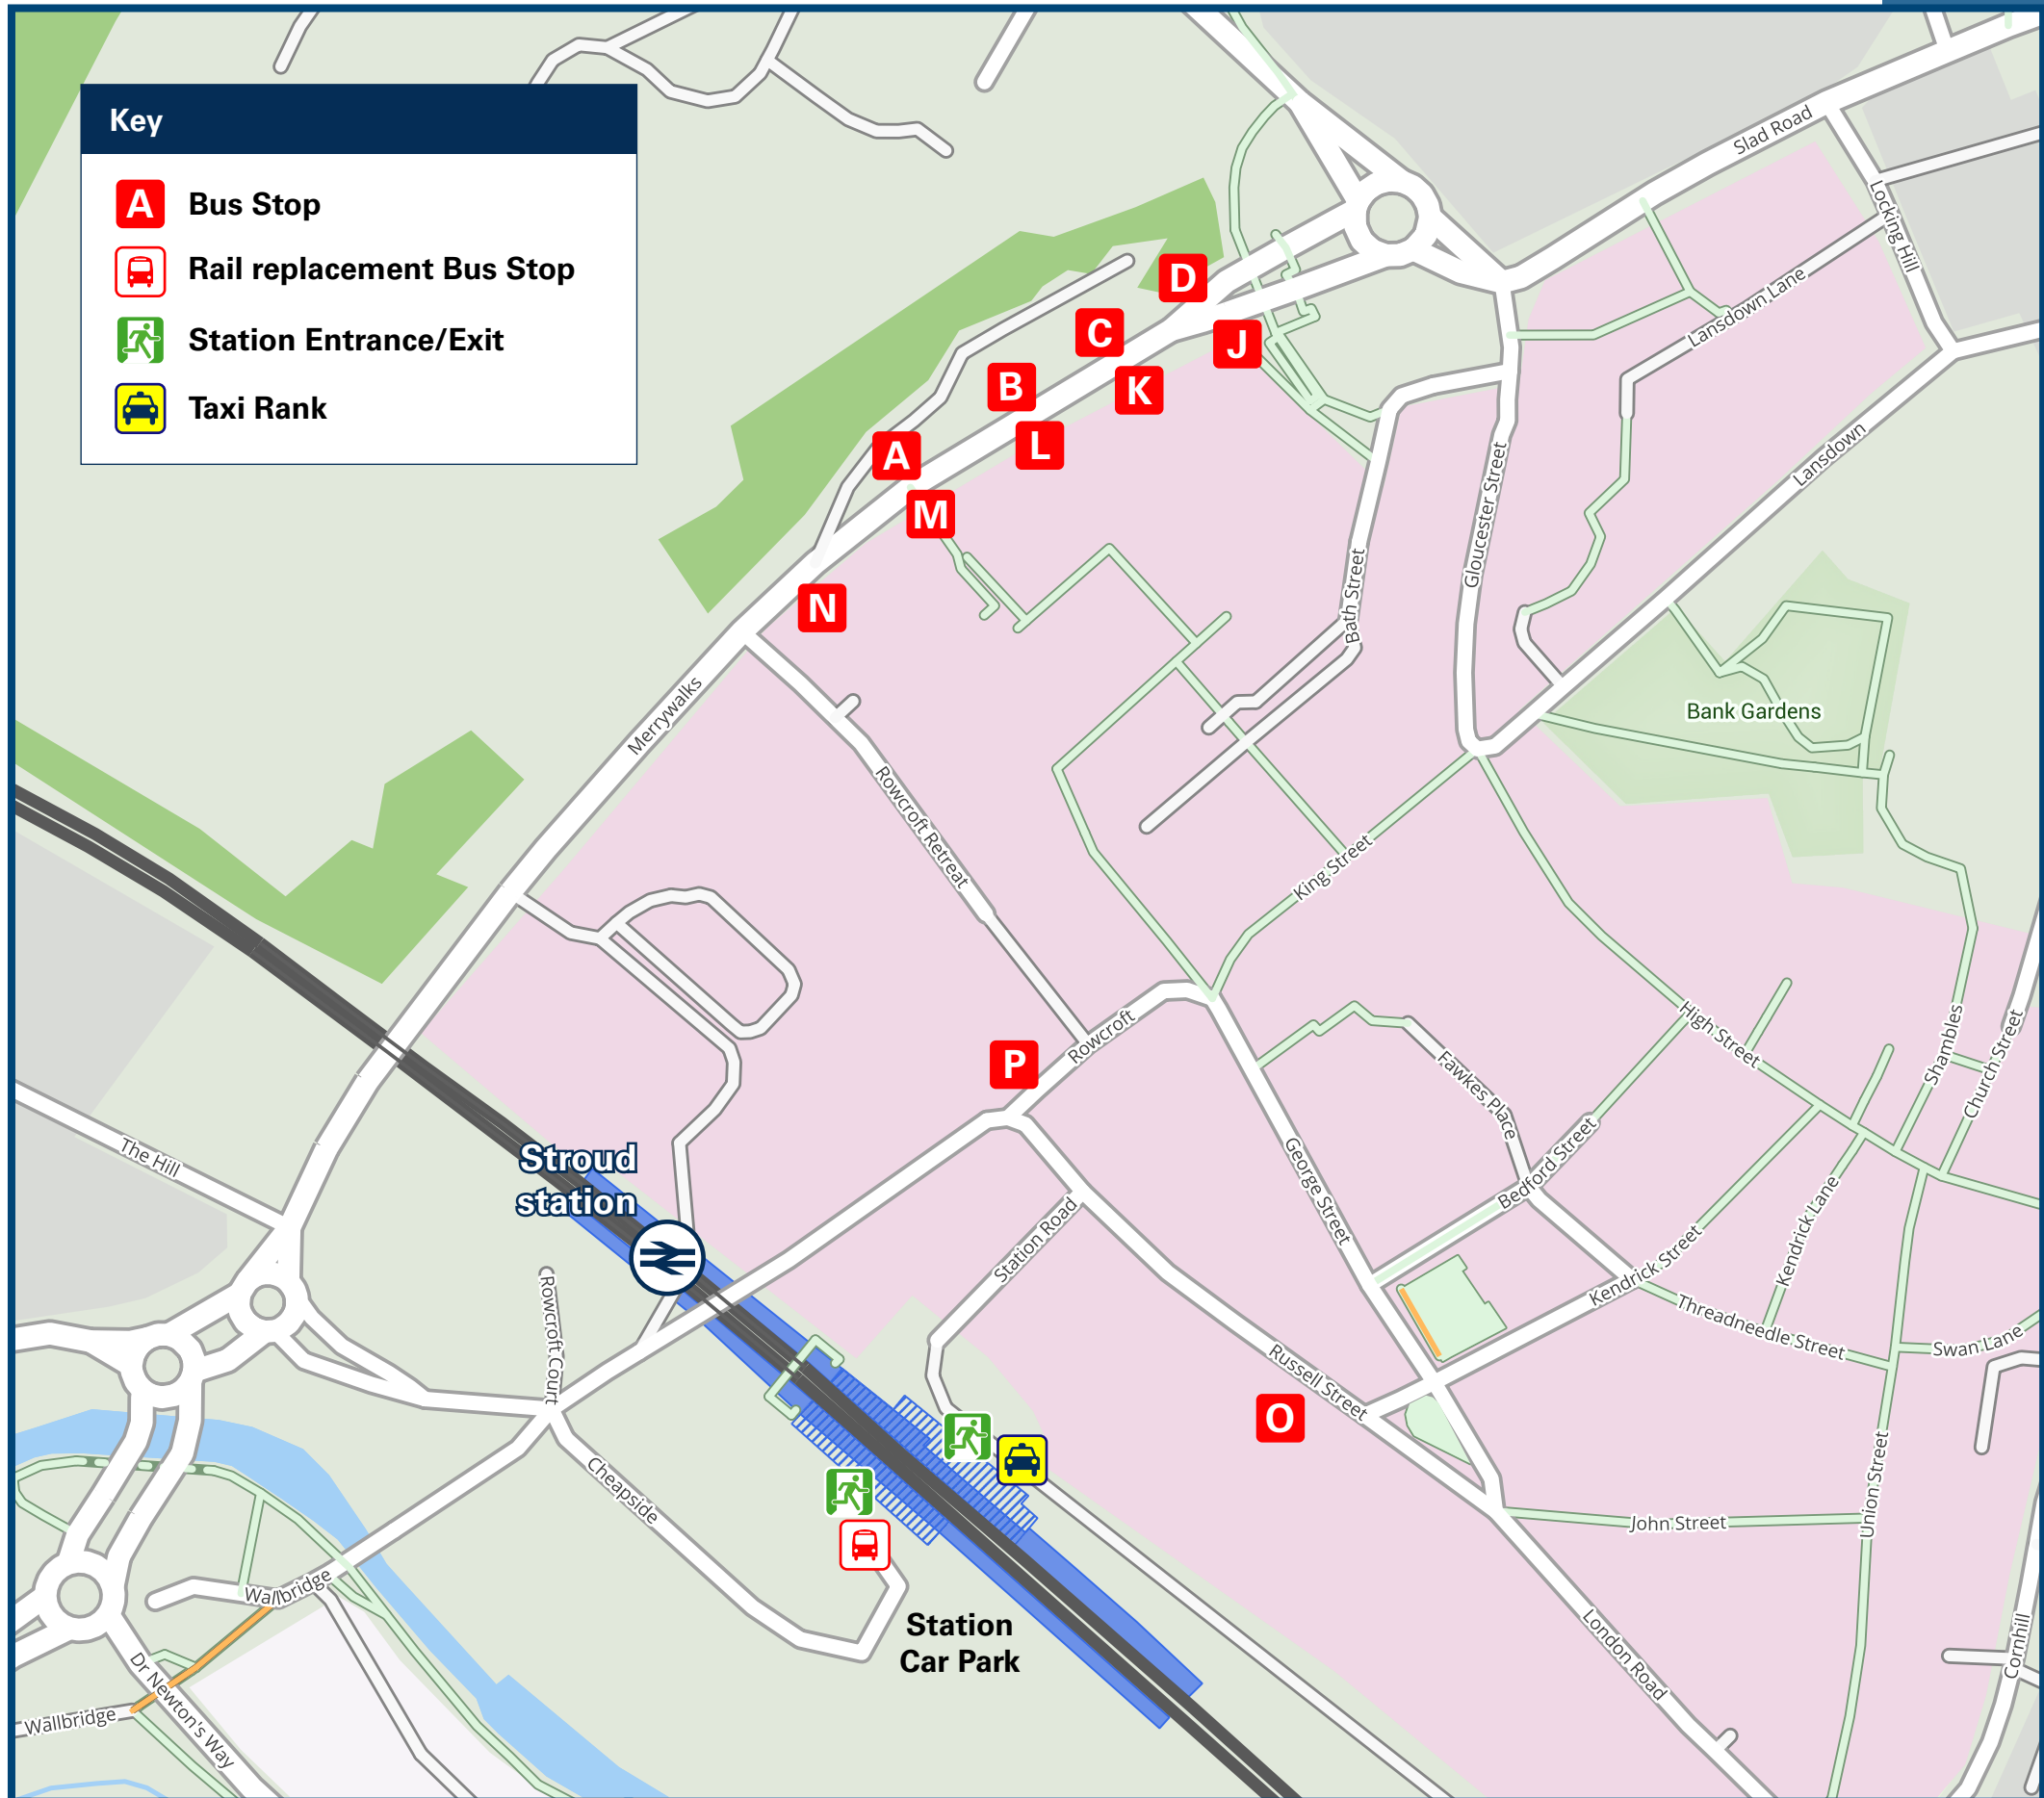 Key
A
Bus Stop
Rail replacement Bus Stop
Station Entrance/Exit
Taxi Rank
Slad Road
Locking Hill
Lansdown Lane
D
C
J
B
K
L
A
M
N
Lansdown
Gloucester Street
Bath Street
Bank Gardens
Merrywalks
Rowcroft Retreat
King Street
High Street
Shambles
Church Street
Rowcroft
P
Fawkes Place
Bedford Street
George Street
The Hill
Stroud
station
Station Road
Kendrick Street
Kendrick Lane
Threadneedle Street
Swan Lane
Rowcroft Court
Russell Street
O
Cheapside
Union Street
John Street
Wallbridge
Station
Car Park
London Road
Cornhill
Dr Newton's Way
Wallbridge